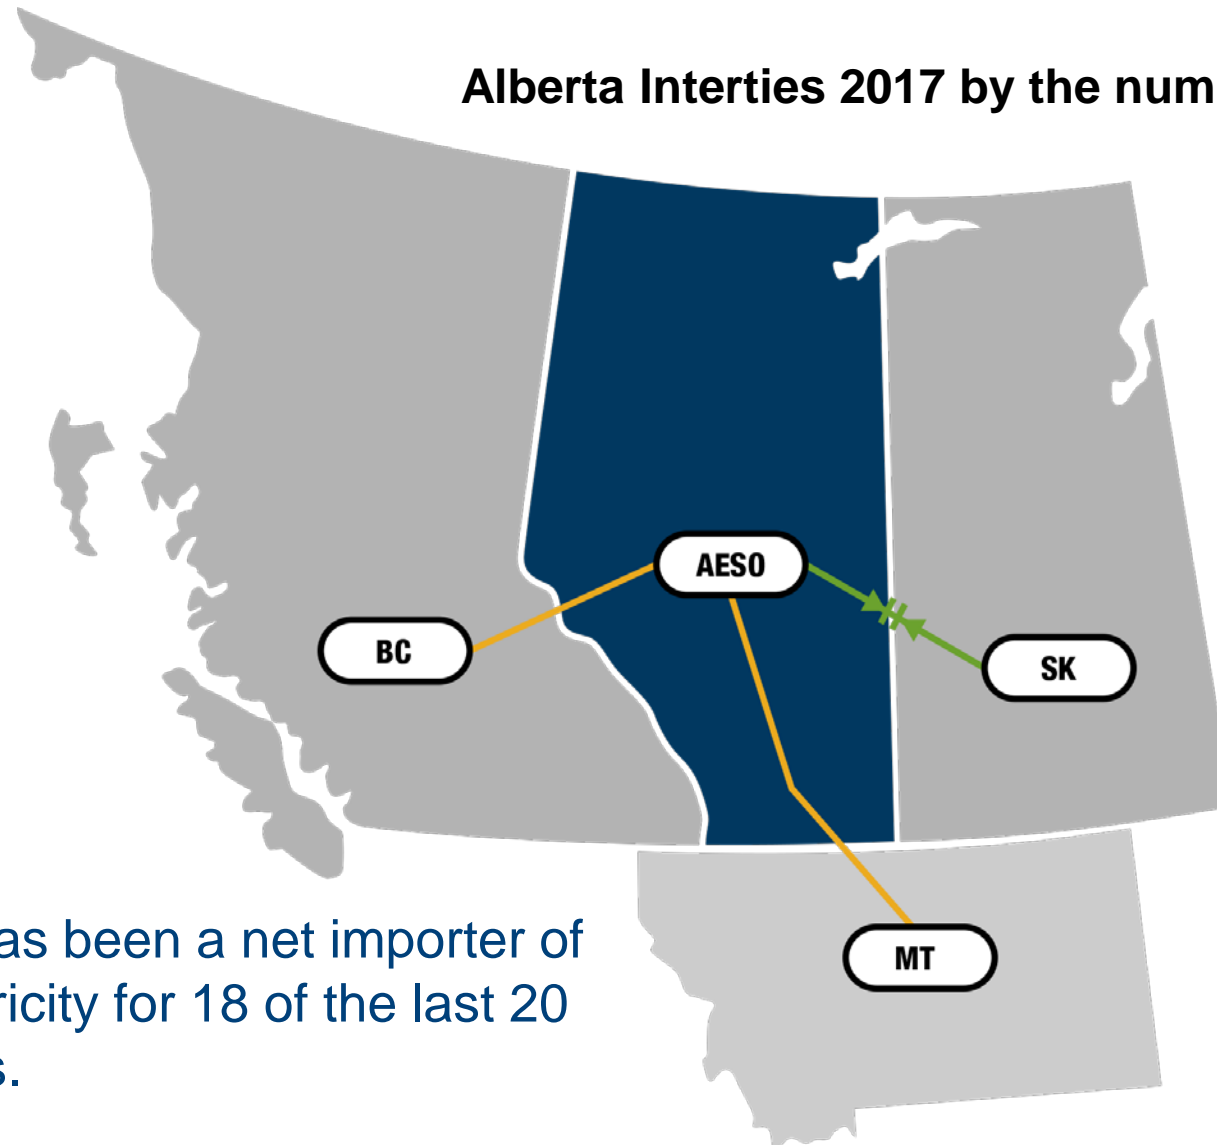 Alberta Interties 2017 by the num
AESO
BC
SK
MT
as been a net importer of
ricity for 18 of the last 20
s.